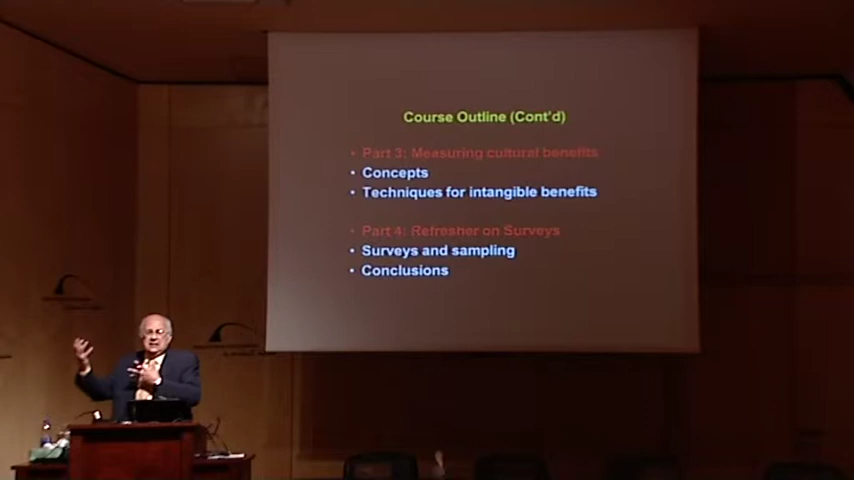 Course Outline (Cont'd)
• Part 3: Measuring cultural benefits
• Concepts
• Techniques for intangible benefits
• Part 4: Refresher on Surveys
• Surveys and sampling
• Conclusions